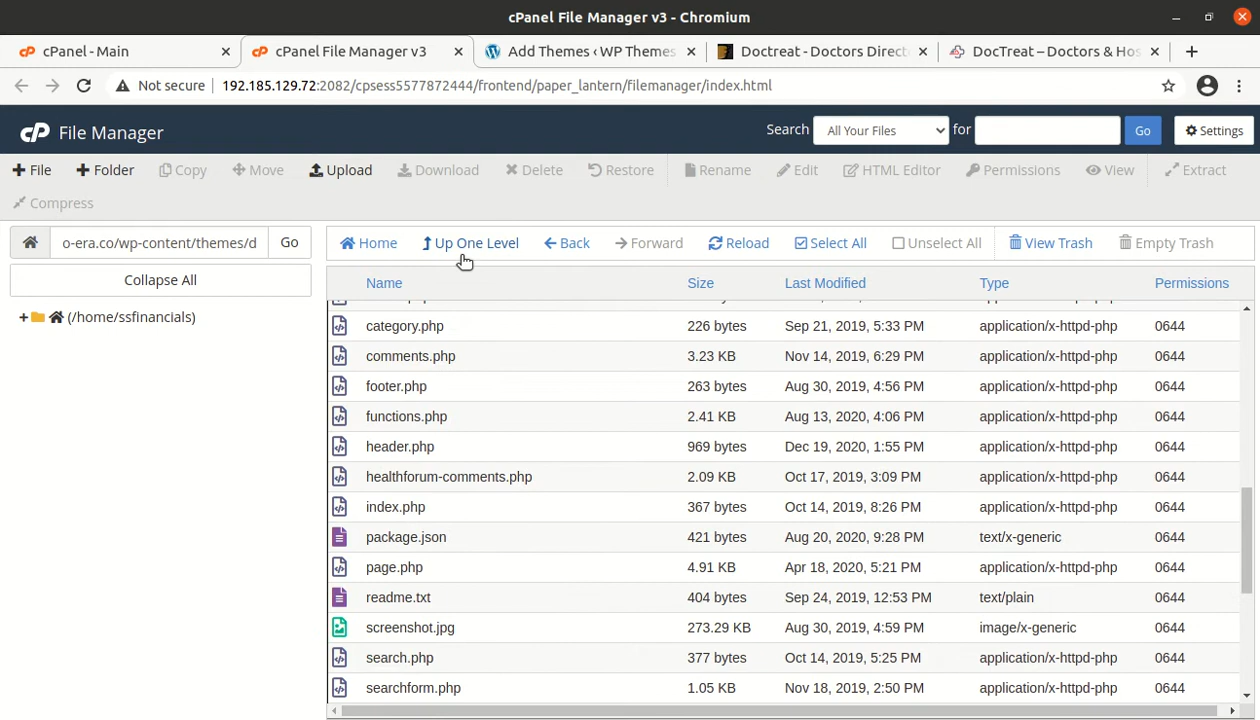 cPanel File Manager v3 - Chromium
cPanel - Main
cPanel File Manager v3
Add Themes ‹ WP Themes
Doctreat - Doctors Direct
DocTreat – Doctors & Hos
Not secure 192.185.129.72:2082/cpsess5577872444/frontend/paper_lantern/filemanager/index.html
cP File Manager
Search All Your Files for Go Settings
File Folder Copy Move Upload Download Delete Restore Rename Edit HTML Editor Permissions View Extract
Compress
o-era.co/wp-content/themes/d Go
Home Up One Level Back Forward Reload Select All Unselect All View Trash Empty Trash
Collapse All
(/home/ssfinancials)
Name Size Last Modified Type Permissions
category.php 226 bytes Sep 21, 2019, 5:33 PM application/x-httpd-php 0644
comments.php 3.23 KB Nov 14, 2019, 6:29 PM application/x-httpd-php 0644
footer.php 263 bytes Aug 30, 2019, 4:56 PM application/x-httpd-php 0644
functions.php 2.41 KB Aug 13, 2020, 4:06 PM application/x-httpd-php 0644
header.php 969 bytes Dec 19, 2020, 1:55 PM application/x-httpd-php 0644
healthforum-comments.php 2.09 KB Oct 17, 2019, 3:09 PM application/x-httpd-php 0644
index.php 367 bytes Oct 14, 2019, 8:26 PM application/x-httpd-php 0644
package.json 421 bytes Aug 20, 2020, 9:28 PM text/x-generic 0644
page.php 4.91 KB Apr 18, 2020, 5:21 PM application/x-httpd-php 0644
readme.txt 404 bytes Sep 24, 2019, 12:53 PM text/plain 0644
screenshot.jpg 273.29 KB Aug 30, 2019, 4:59 PM image/x-generic 0644
search.php 377 bytes Oct 14, 2019, 5:25 PM application/x-httpd-php 0644
searchform.php 1.05 KB Nov 18, 2019, 2:50 PM application/x-httpd-php 0644